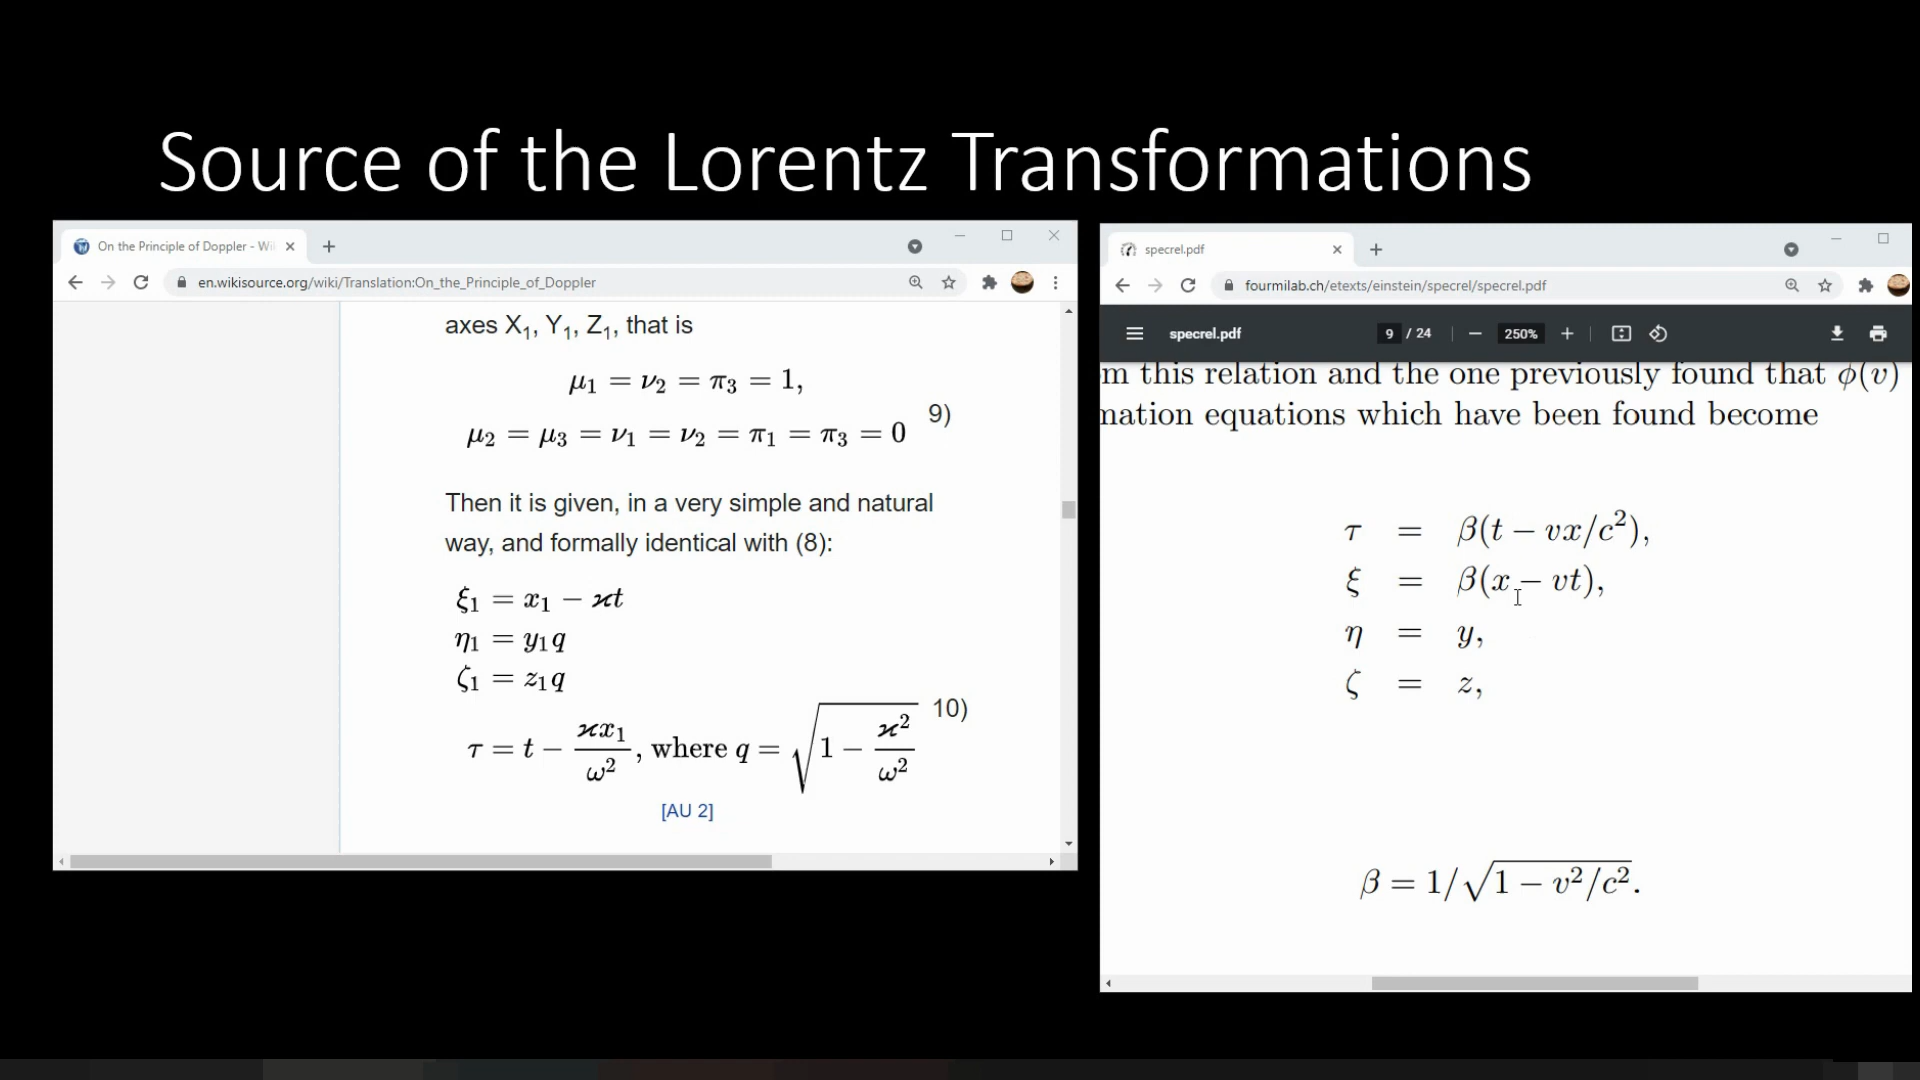 Source of the Lorentz Transformations
On the Principle of Doppler - Wi
en.wikisource.org/wiki/Translation:On_the_Principle_of_Doppler
axes X₁, Y₁, Z₁, that is
μ₁ = ν₂ = π₃ = 1,
μ₂ = μ₃ = ν₁ = ν₂ = π₁ = π₃ = 0
9)
Then it is given, in a very simple and natural
way, and formally identical with (8):
ξ₁ = x₁ − ϰt
η₁ = y₁q
ζ₁ = z₁q
τ = t − ϰx₁/ω², where q = √(1 − ϰ²/ω²)
10)
[AU 2]
specrel.pdf
fourmilab.ch/etexts/einstein/specrel/specrel.pdf
specrel.pdf 9 / 24 250%
m this relation and the one previously found that ϕ(v)
mation equations which have been found become
τ = β(t − vx/c²),
ξ = β(x − vt),
η = y,
ζ = z,
β = 1/√(1 − v²/c²).